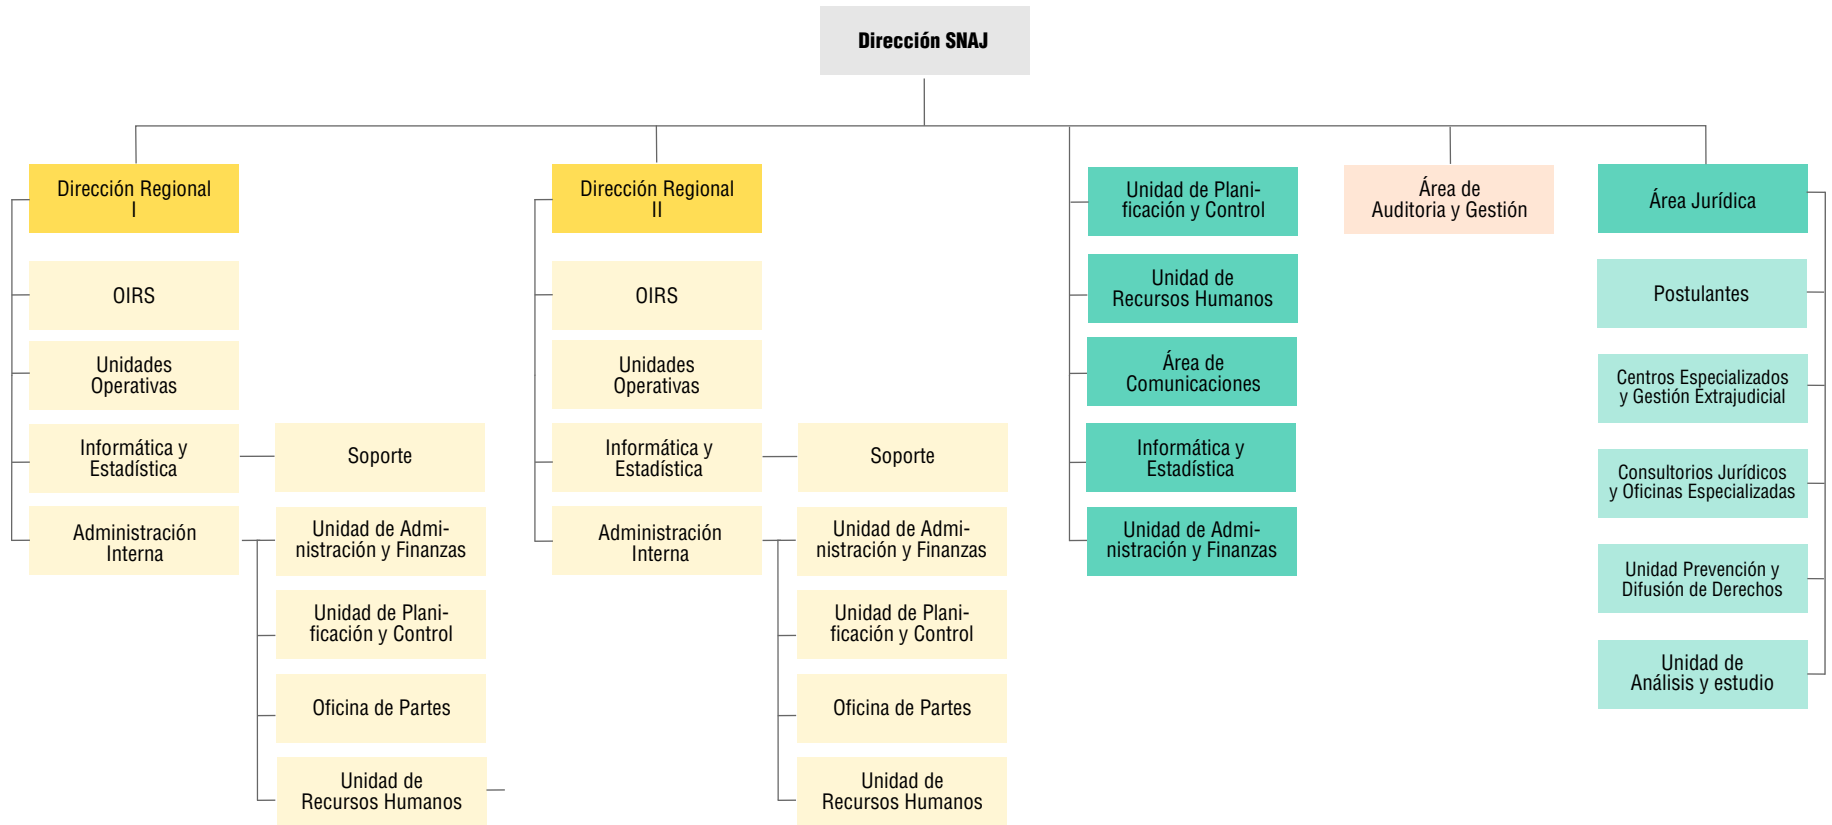 Dirección SNAJ
Dirección Regional
I
OIRS
Unidades
Operativas
Informática y
Estadística
Administración
Interna
Soporte
Unidad de Admi-
nistración y Finanzas
Unidad de Plani-
ficación y Control
Oficina de Partes
Unidad de
Recursos Humanos
Dirección Regional
II
OIRS
Unidades
Operativas
Informática y
Estadística
Administración
Interna
Soporte
Unidad de Admi-
nistración y Finanzas
Unidad de Plani-
ficación y Control
Oficina de Partes
Unidad de
Recursos Humanos
Unidad de Plani-
ficación y Control
Unidad de
Recursos Humanos
Área de
Comunicaciones
Informática y
Estadística
Unidad de Admi-
nistración y Finanzas
Área de
Auditoria y Gestión
Área Jurídica
Postulantes
Centros Especializados
y Gestión Extrajudicial
Consultorios Jurídicos
y Oficinas Especializadas
Unidad Prevención y
Difusión de Derechos
Unidad de
Análisis y estudio